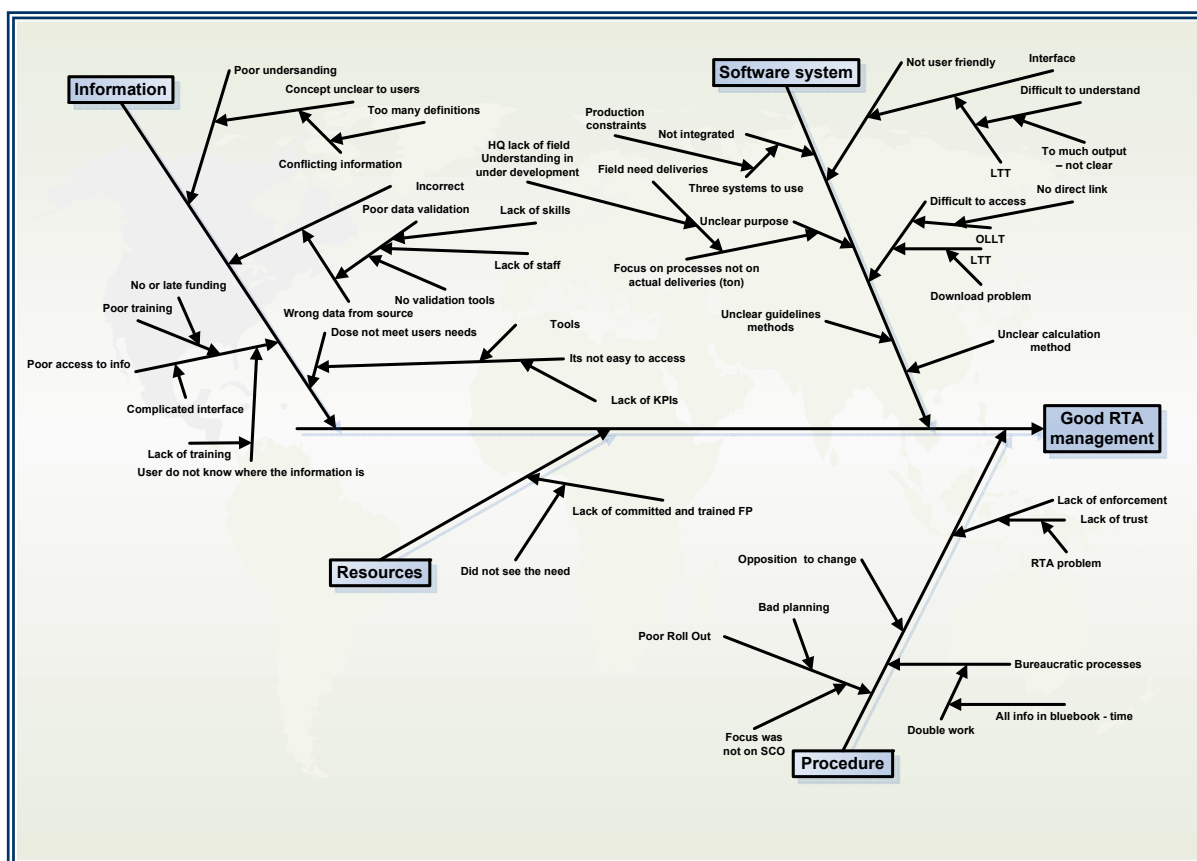 Information
Poor undersanding
Concept unclear to users
Too many definitions
Conflicting information
Incorrect
Poor data validation
Lack of skills
Lack of staff
No validation tools
Wrong data from source
No or late funding
Poor training
Poor access to info
Complicated interface
Lack of training
User do not know where the information is
Dose not meet users needs
Tools
Its not easy to access
Lack of KPIs
Software system
Not user friendly
Interface
Difficult to understand
To much output
– not clear
LTT
Production
constraints
Not integrated
Three systems to use
HQ lack of field
Understanding in
under development
Field need deliveries
Unclear purpose
Focus on processes not on
actual deliveries (ton)
No direct link
Difficult to access
OLLT
LTT
Download problem
Unclear guidelines
methods
Unclear calculation
method
Good RTA
management
Resources
Lack of committed and trained FP
Did not see the need
Lack of enforcement
Lack of trust
RTA problem
Opposition to change
Bad planning
Poor Roll Out
Focus was
not on SCO
Bureaucratic processes
All info in bluebook - time
Double work
Procedure